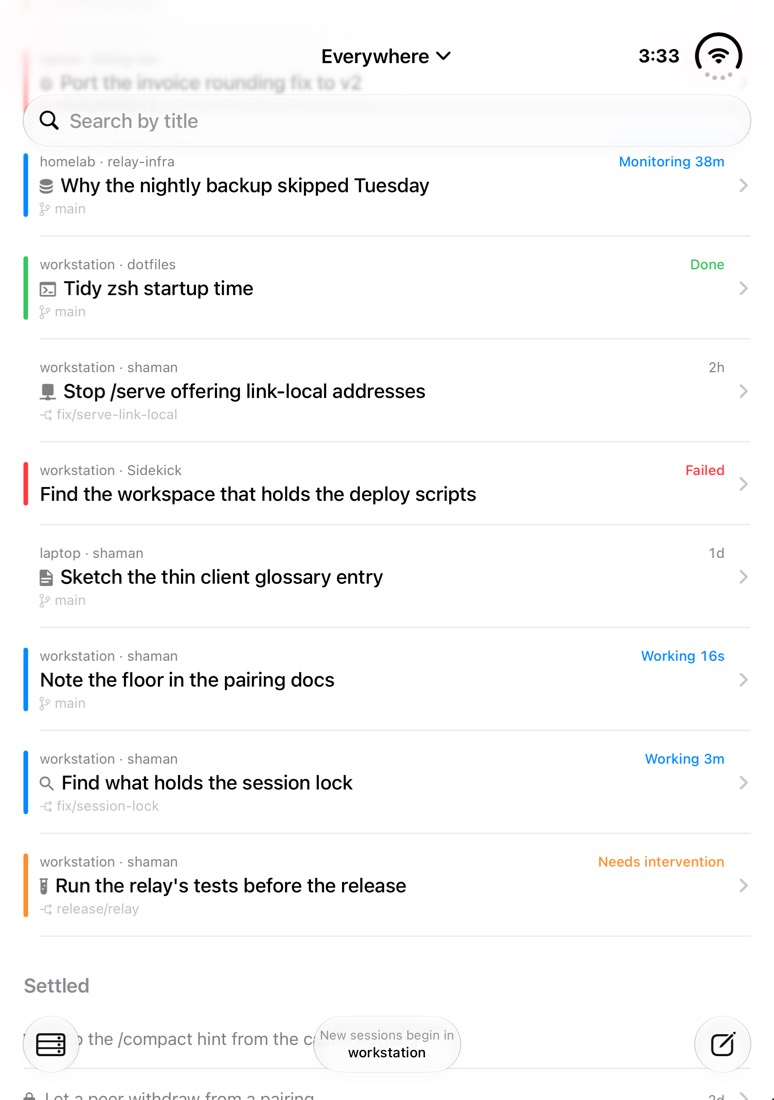 Everywhere
3:33
Port the invoice rounding fix to v2
Search by title
homelab · relay-infra
Monitoring 38m
Why the nightly backup skipped Tuesday
main
workstation · dotfiles
Done
Tidy zsh startup time
main
workstation · shaman
2h
Stop /serve offering link-local addresses
fix/serve-link-local
workstation · Sidekick
Failed
Find the workspace that holds the deploy scripts
laptop · shaman
1d
Sketch the thin client glossary entry
main
workstation · shaman
Working 16s
Note the floor in the pairing docs
main
workstation · shaman
Working 3m
Find what holds the session lock
fix/session-lock
workstation · shaman
Needs intervention
Run the relay's tests before the release
release/relay
Settled
the /compact hint from the
New sessions begin in
workstation
Let a peer withdraw from a pairing
2d